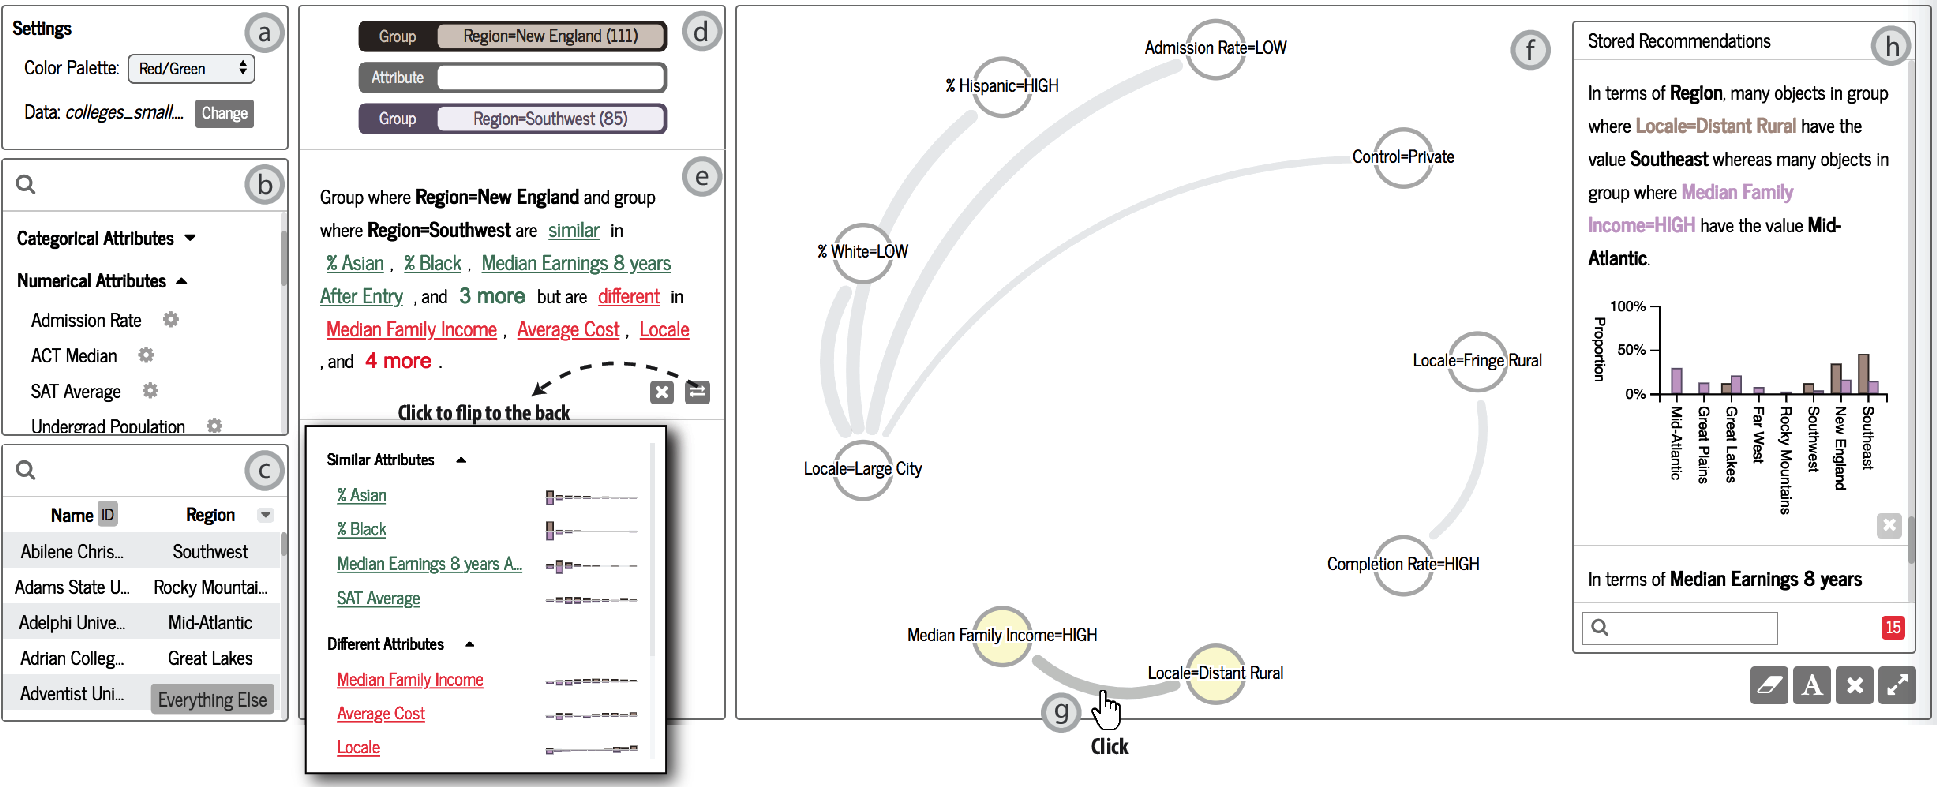 Settings
a
Color Palette: Red/Green
Data: colleges_small.... Change
b
Categorical Attributes
Numerical Attributes
Admission Rate
ACT Median
SAT Average
Undergrad Population
c
Name ID Region
Abilene Chris... Southwest
Adams State U... Rocky Mountai...
Adelphi Unive... Mid-Atlantic
Adrian Colleg... Great Lakes
Adventist Uni... Everything Else
Group Region=New England (111)
d
Attribute
Group Region=Southwest (85)
e
Group where Region=New England and group
where Region=Southwest are similar in
% Asian , % Black , Median Earnings 8 years
After Entry , and 3 more but are different in
Median Family Income , Average Cost , Locale
, and 4 more .
Click to flip to the back
Similar Attributes
% Asian
% Black
Median Earnings 8 years A...
SAT Average
Different Attributes
Median Family Income
Average Cost
Locale
f
Admission Rate=LOW
% Hispanic=HIGH
Control=Private
% White=LOW
Locale=Fringe Rural
Locale=Large City
Completion Rate=HIGH
Median Family Income=HIGH
Locale=Distant Rural
g
Click
Stored Recommendations
h
In terms of Region, many objects in group
where Locale=Distant Rural have the
value Southeast whereas many objects in
group where Median Family
Income=HIGH have the value Mid-
Atlantic.
100%
50%
0%
Proportion
Mid-Atlantic
Great Plains
Great Lakes
Far West
Rocky Mountains
Southwest
New England
Southeast
In terms of Median Earnings 8 years
15
A